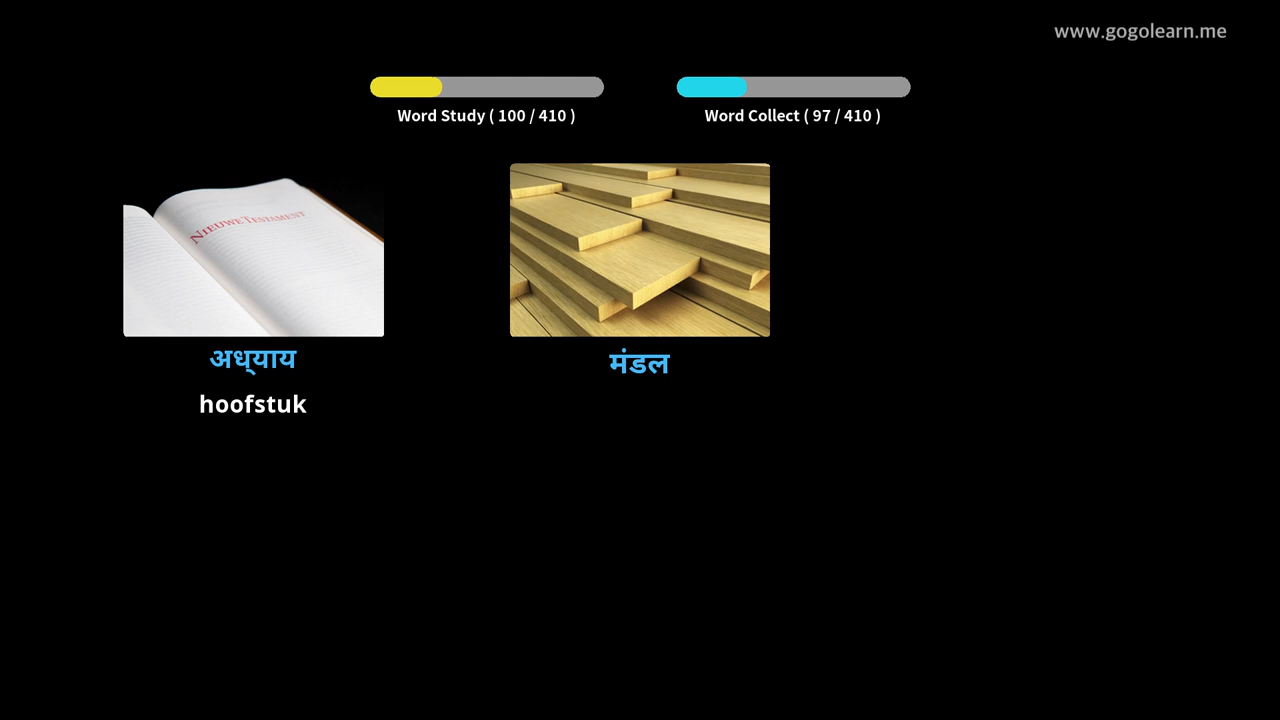 www.gogolearn.me
Word Study ( 100 / 410 )
Word Collect ( 97 / 410 )
NIEUWE TESTAMENT
अध्याय
मंडल
hoofstuk